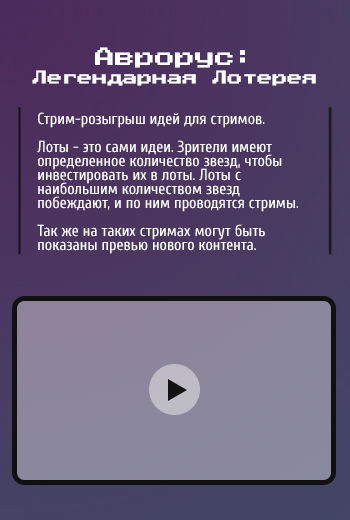 Аврорус:
Легендарная Лотерея
Стрим-розыгрыш идей для стримов.
Лоты - это сами идеи. Зрители имеют
определенное количество звезд, чтобы
инвестировать их в лоты. Лоты с
наибольшим количеством звезд
побеждают, и по ним проводятся стримы.
Так же на таких стримах могут быть
показаны превью нового контента.